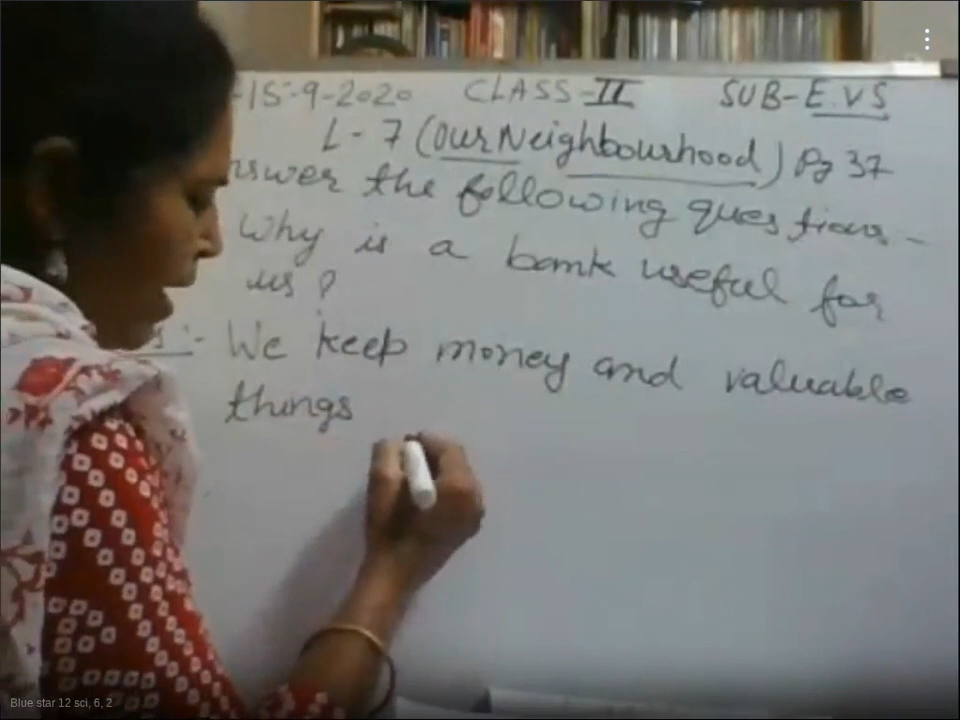 -15-9-2020 CLASS-II SUB-E.V.S
L-7 (Our Neighbourhood) Pg 37
nswer the following questions-
Why is a bank useful for
us?
s:- We keep money and valuable
things
Blue star 12 sci, 6, 2